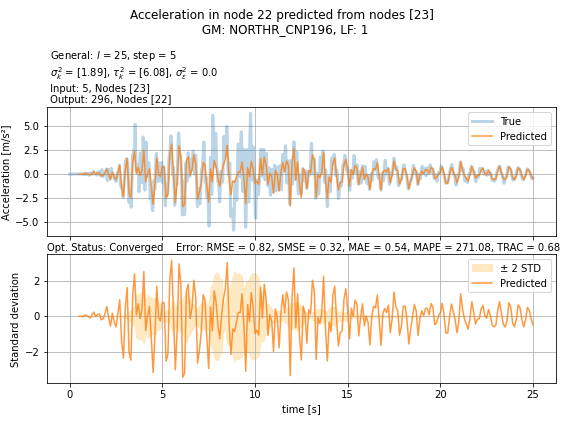 Acceleration in node 22 predicted from nodes [23]
GM: NORTHR_CNP196, LF: 1
General: l = 25, step = 5
σ²ₖ = [1.89], τ²ₖ = [6.08], σ²ε = 0.0
Input: 5, Nodes [23]
Output: 296, Nodes [22]
Acceleration [m/s²]
5.0
2.5
0.0
−2.5
−5.0
True
Predicted
Opt. Status: Converged Error: RMSE = 0.82, SMSE = 0.32, MAE = 0.54, MAPE = 271.08, TRAC = 0.68
Standard deviation
2
0
−2
± 2 STD
Predicted
0 5 10 15 20 25
time [s]